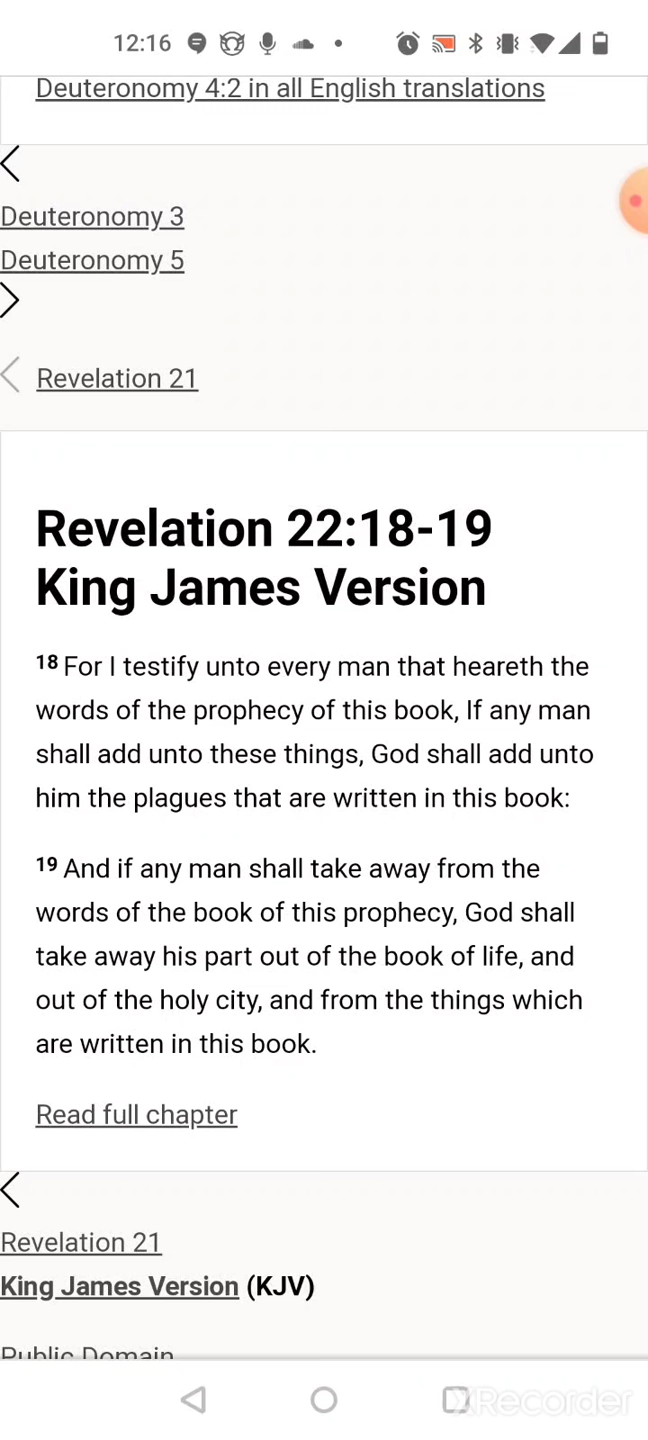 12:16
Deuteronomy 4:2 in all English translations
Deuteronomy 3
Deuteronomy 5
Revelation 21
Revelation 22:18-19
King James Version
18 For I testify unto every man that heareth the
words of the prophecy of this book, If any man
shall add unto these things, God shall add unto
him the plagues that are written in this book:
19 And if any man shall take away from the
words of the book of this prophecy, God shall
take away his part out of the book of life, and
out of the holy city, and from the things which
are written in this book.
Read full chapter
Revelation 21
King James Version (KJV)
Public Domain
XRecorder